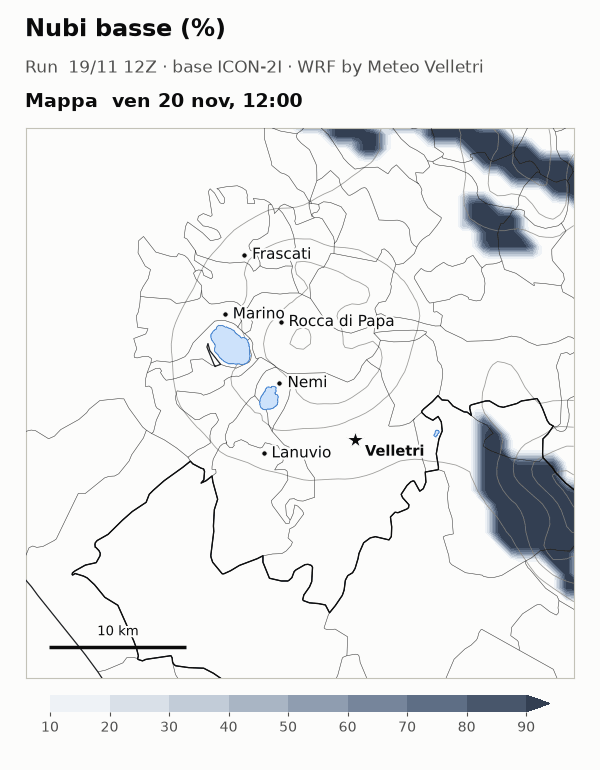 Nubi basse (%)
Run  19/11 12Z · base ICON-2I · WRF by Meteo Velletri
Mappa  ven 20 nov, 12:00
Frascati
Marino
Rocca di Papa
Nemi
Velletri
Lanuvio
10 km
10 20 30 40 50 60 70 80 90